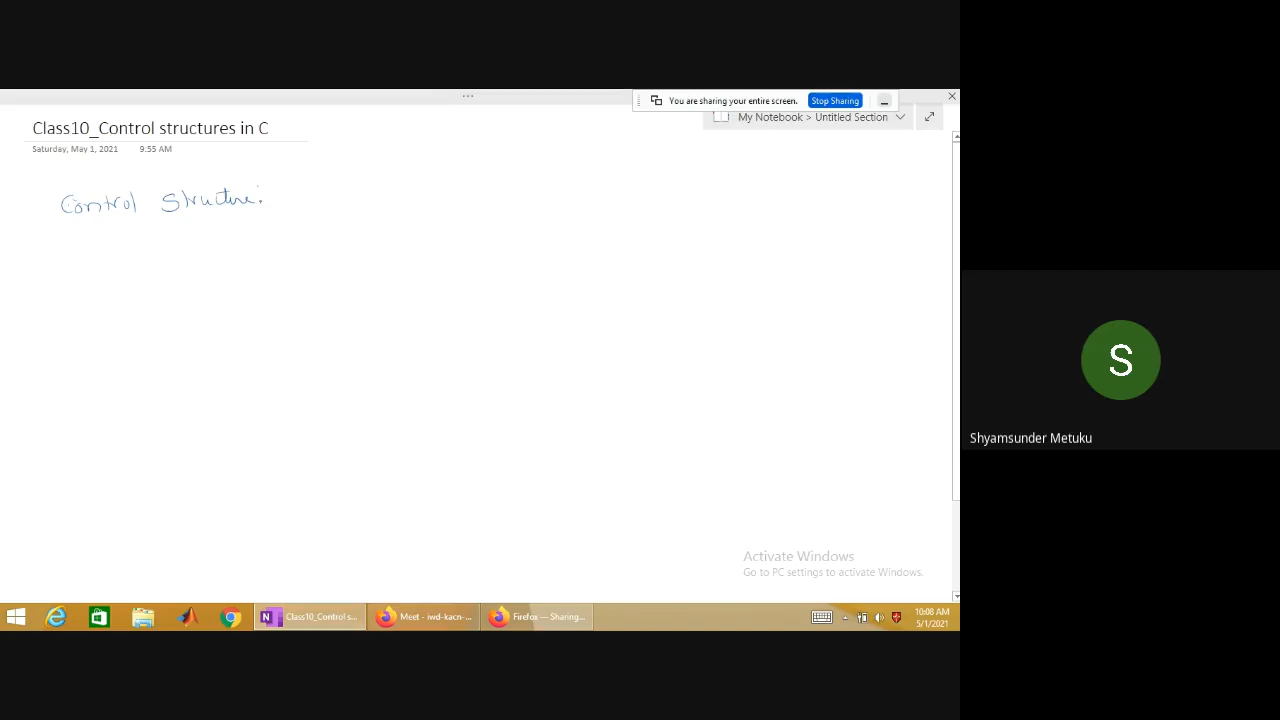 You are sharing your entire screen. Stop Sharing
My Notebook > Untitled Section
Class10_Control structures in C
Saturday, May 1, 2021 9:55 AM
Control Structure:
S
Shyamsunder Metuku
Activate Windows
Go to PC settings to activate Windows.
Class10_Control s... Meet - iwd-kacn-... Firefox — Sharing... 10:08 AM
5/1/2021